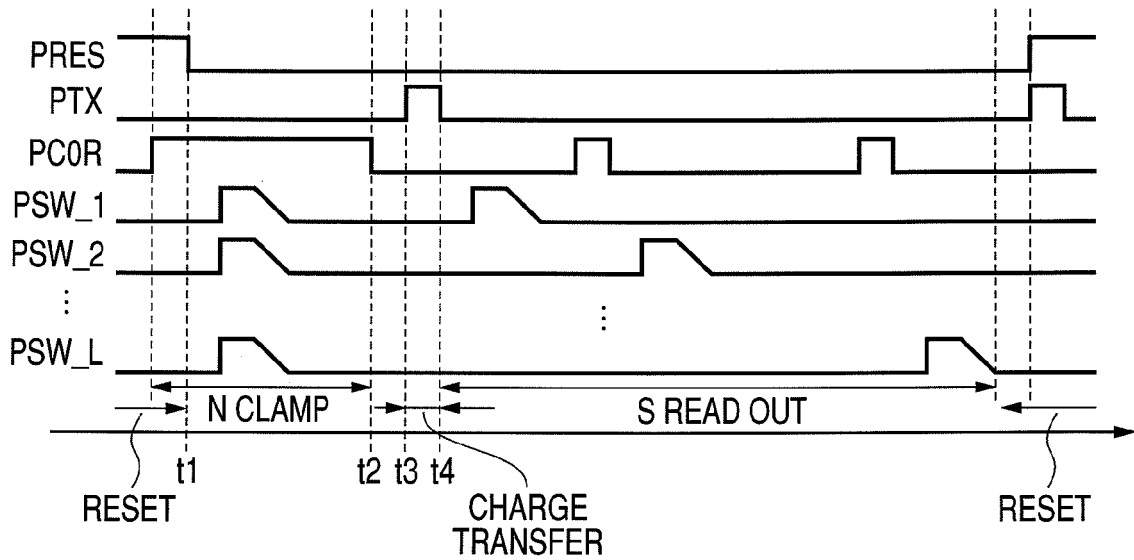 PRES
PTX
PC0R
PSW_1
PSW_2
⋮
⋮
PSW_L
N CLAMP
S READ OUT
t1
t2
t3
t4
RESET
CHARGE
TRANSFER
RESET